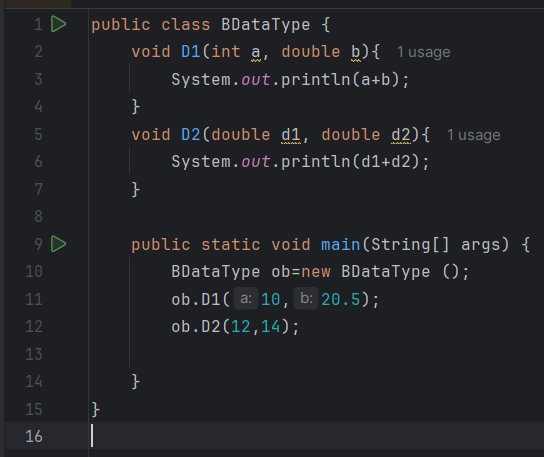 1 public class BDataType {
2 void D1(int a, double b){ 1 usage
3 System.out.println(a+b);
4 }
5 void D2(double d1, double d2){ 1 usage
6 System.out.println(d1+d2);
7 }
8
9 public static void main(String[] args) {
10 BDataType ob=new BDataType ();
11 ob.D1( a: 10, b: 20.5);
12 ob.D2(12,14);
13
14 }
15 }
16